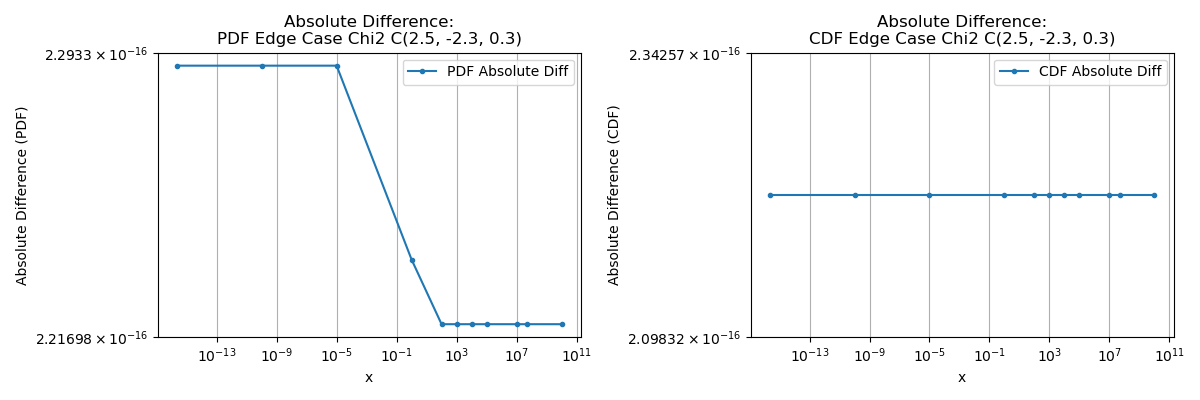 Absolute Difference:
PDF Edge Case Chi2 C(2.5, -2.3, 0.3)
2.2933 × 10⁻¹⁶
PDF Absolute Diff
Absolute Difference (PDF)
2.21698 × 10⁻¹⁶
10⁻¹³ 10⁻⁹ 10⁻⁵ 10⁻¹ 10³ 10⁷ 10¹¹
x
Absolute Difference:
CDF Edge Case Chi2 C(2.5, -2.3, 0.3)
2.34257 × 10⁻¹⁶
CDF Absolute Diff
Absolute Difference (CDF)
2.09832 × 10⁻¹⁶
10⁻¹³ 10⁻⁹ 10⁻⁵ 10⁻¹ 10³ 10⁷ 10¹¹
x